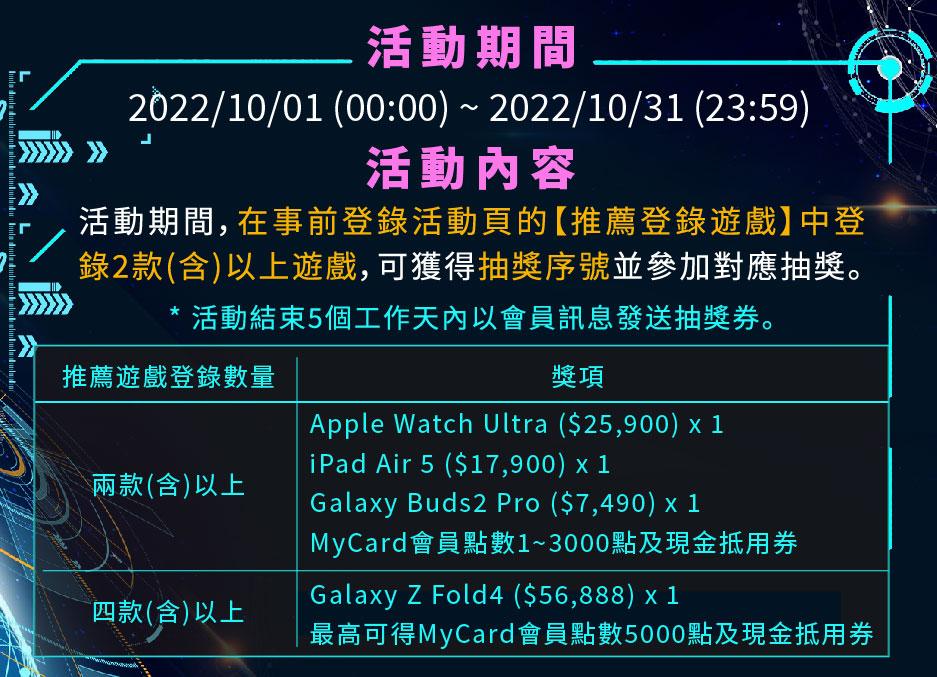 活動期間
2022/10/01 (00:00) ~ 2022/10/31 (23:59)
活動內容
活動期間，在事前登錄活動頁的【推薦登錄遊戲】中登
錄2款(含)以上遊戲，可獲得抽獎序號並參加對應抽獎。
* 活動結束5個工作天內以會員訊息發送抽獎券。
推薦遊戲登錄數量
獎項
兩款(含)以上
Apple Watch Ultra ($25,900) x 1
iPad Air 5 ($17,900) x 1
Galaxy Buds2 Pro ($7,490) x 1
MyCard會員點數1~3000點及現金抵用券
四款(含)以上
Galaxy Z Fold4 ($56,888) x 1
最高可得MyCard會員點數5000點及現金抵用券